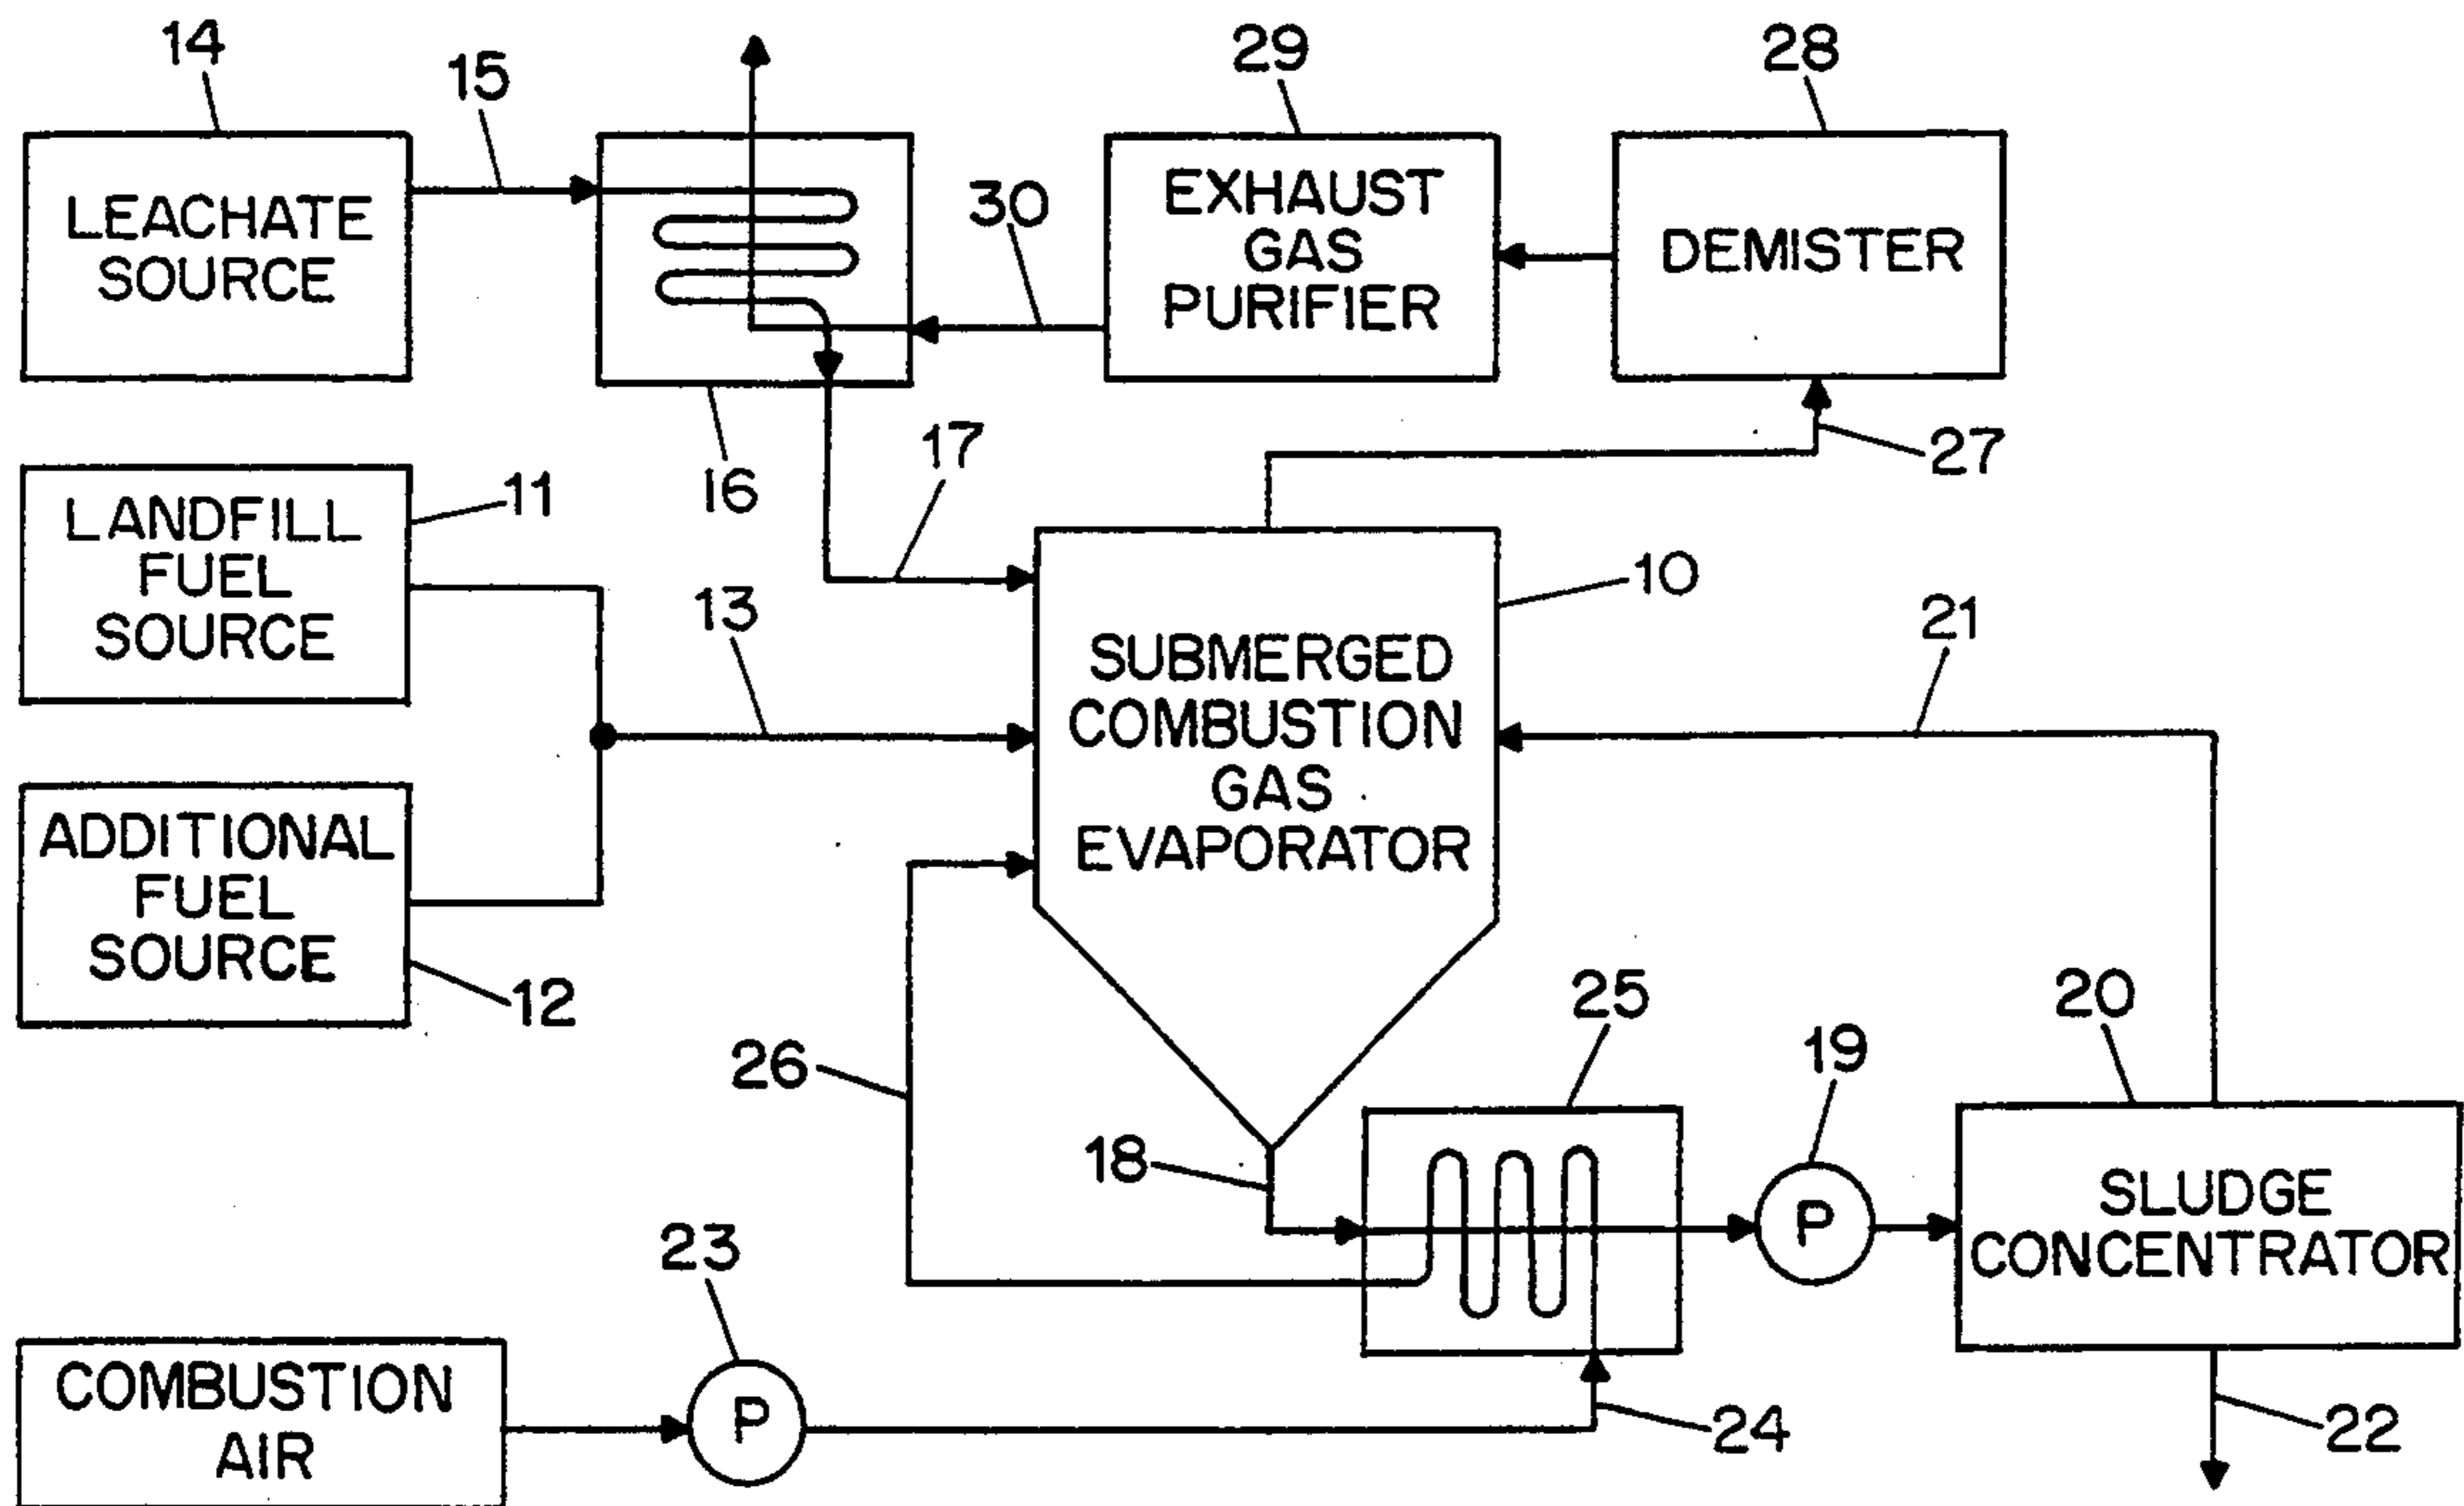 14
15
29
28
LEACHATE
SOURCE
30
EXHAUST
GAS
PURIFIER
DEMISTER
16
17
27
LANDFILL
FUEL
SOURCE
11
13
10
21
SUBMERGED
COMBUSTION
GAS
EVAPORATOR
ADDITIONAL
FUEL
SOURCE
12
26
25
19
20
18
P
SLUDGE
CONCENTRATOR
23
COMBUSTION
AIR
P
24
22